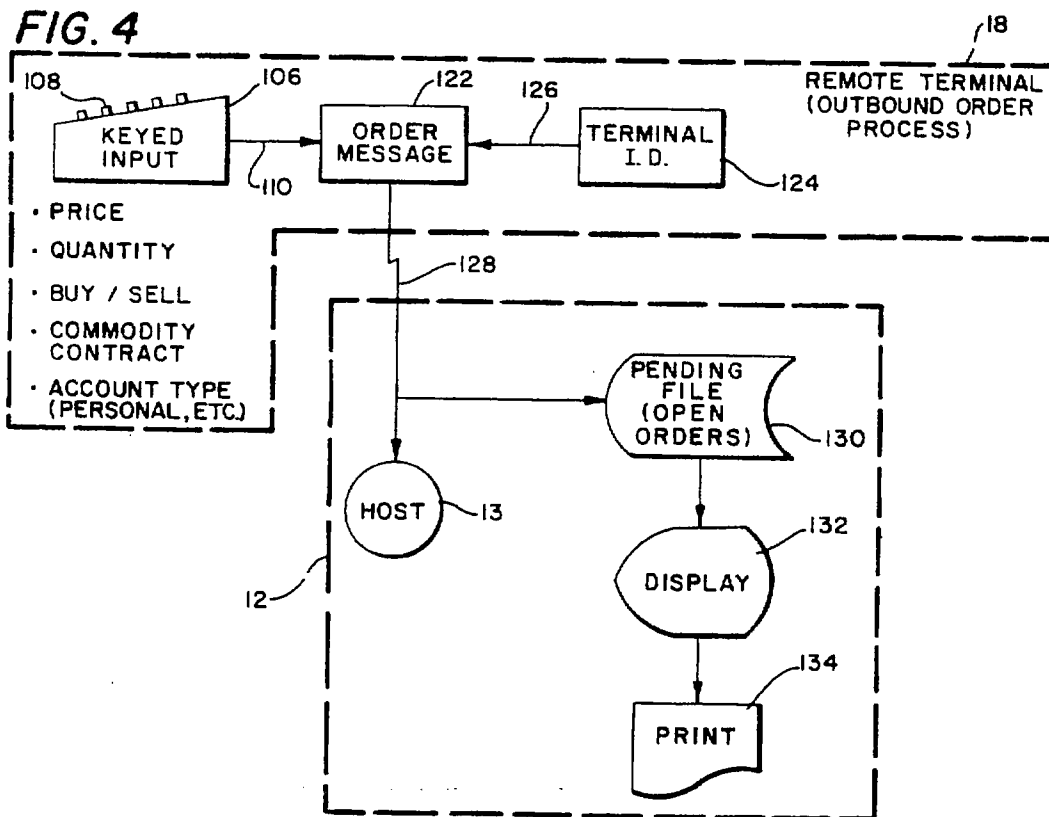 FIG. 4
18
108
106
122
126
REMOTE TERMINAL
(OUTBOUND ORDER
PROCESS)
KEYED
INPUT
ORDER
MESSAGE
TERMINAL
I.D.
110
124
• PRICE
• QUANTITY
• BUY / SELL
• COMMODITY
CONTRACT
• ACCOUNT TYPE
(PERSONAL, ETC.)
128
PENDING
FILE
(OPEN
ORDERS)
130
HOST
13
132
DISPLAY
12
134
PRINT